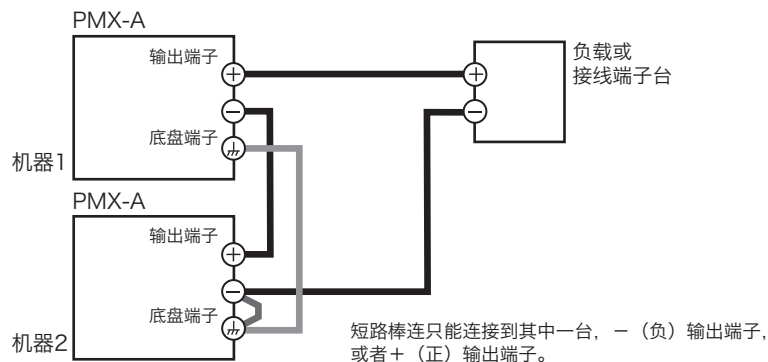 PMX-A
输出端子
+
−
底盘端子
机器1
负载或
接线端子台
+
−
PMX-A
输出端子
+
−
底盘端子
机器2
短路棒连只能连接到其中一台，－（负）输出端子，
或者＋（正）输出端子。